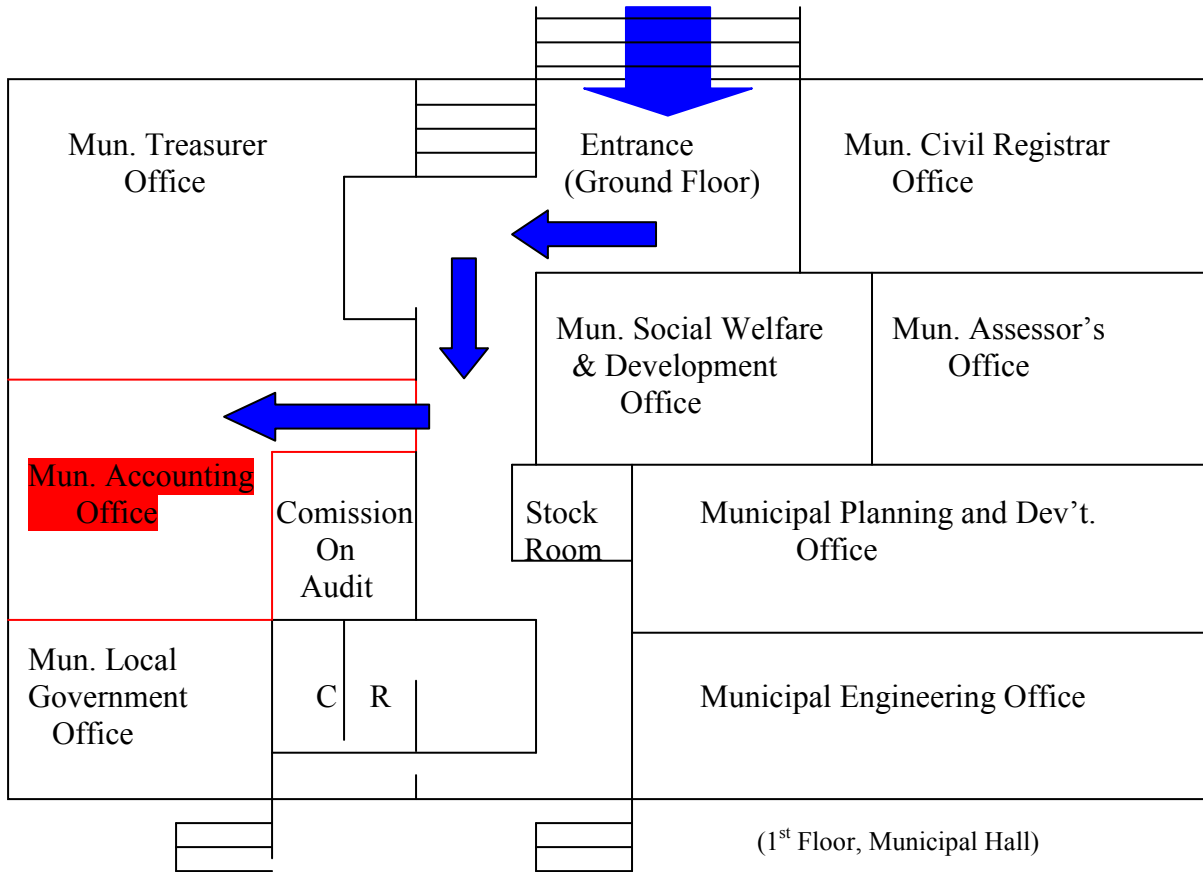 Mun. Treasurer
Office
Entrance
(Ground Floor)
Mun. Civil Registrar
Office
Mun. Social Welfare
& Development
Office
Mun. Assessor's
Office
Mun. Accounting
Office
Comission
On
Audit
Stock
Room
Municipal Planning and Dev't.
Office
Mun. Local
Government
Office
C R
Municipal Engineering Office
(1st Floor, Municipal Hall)